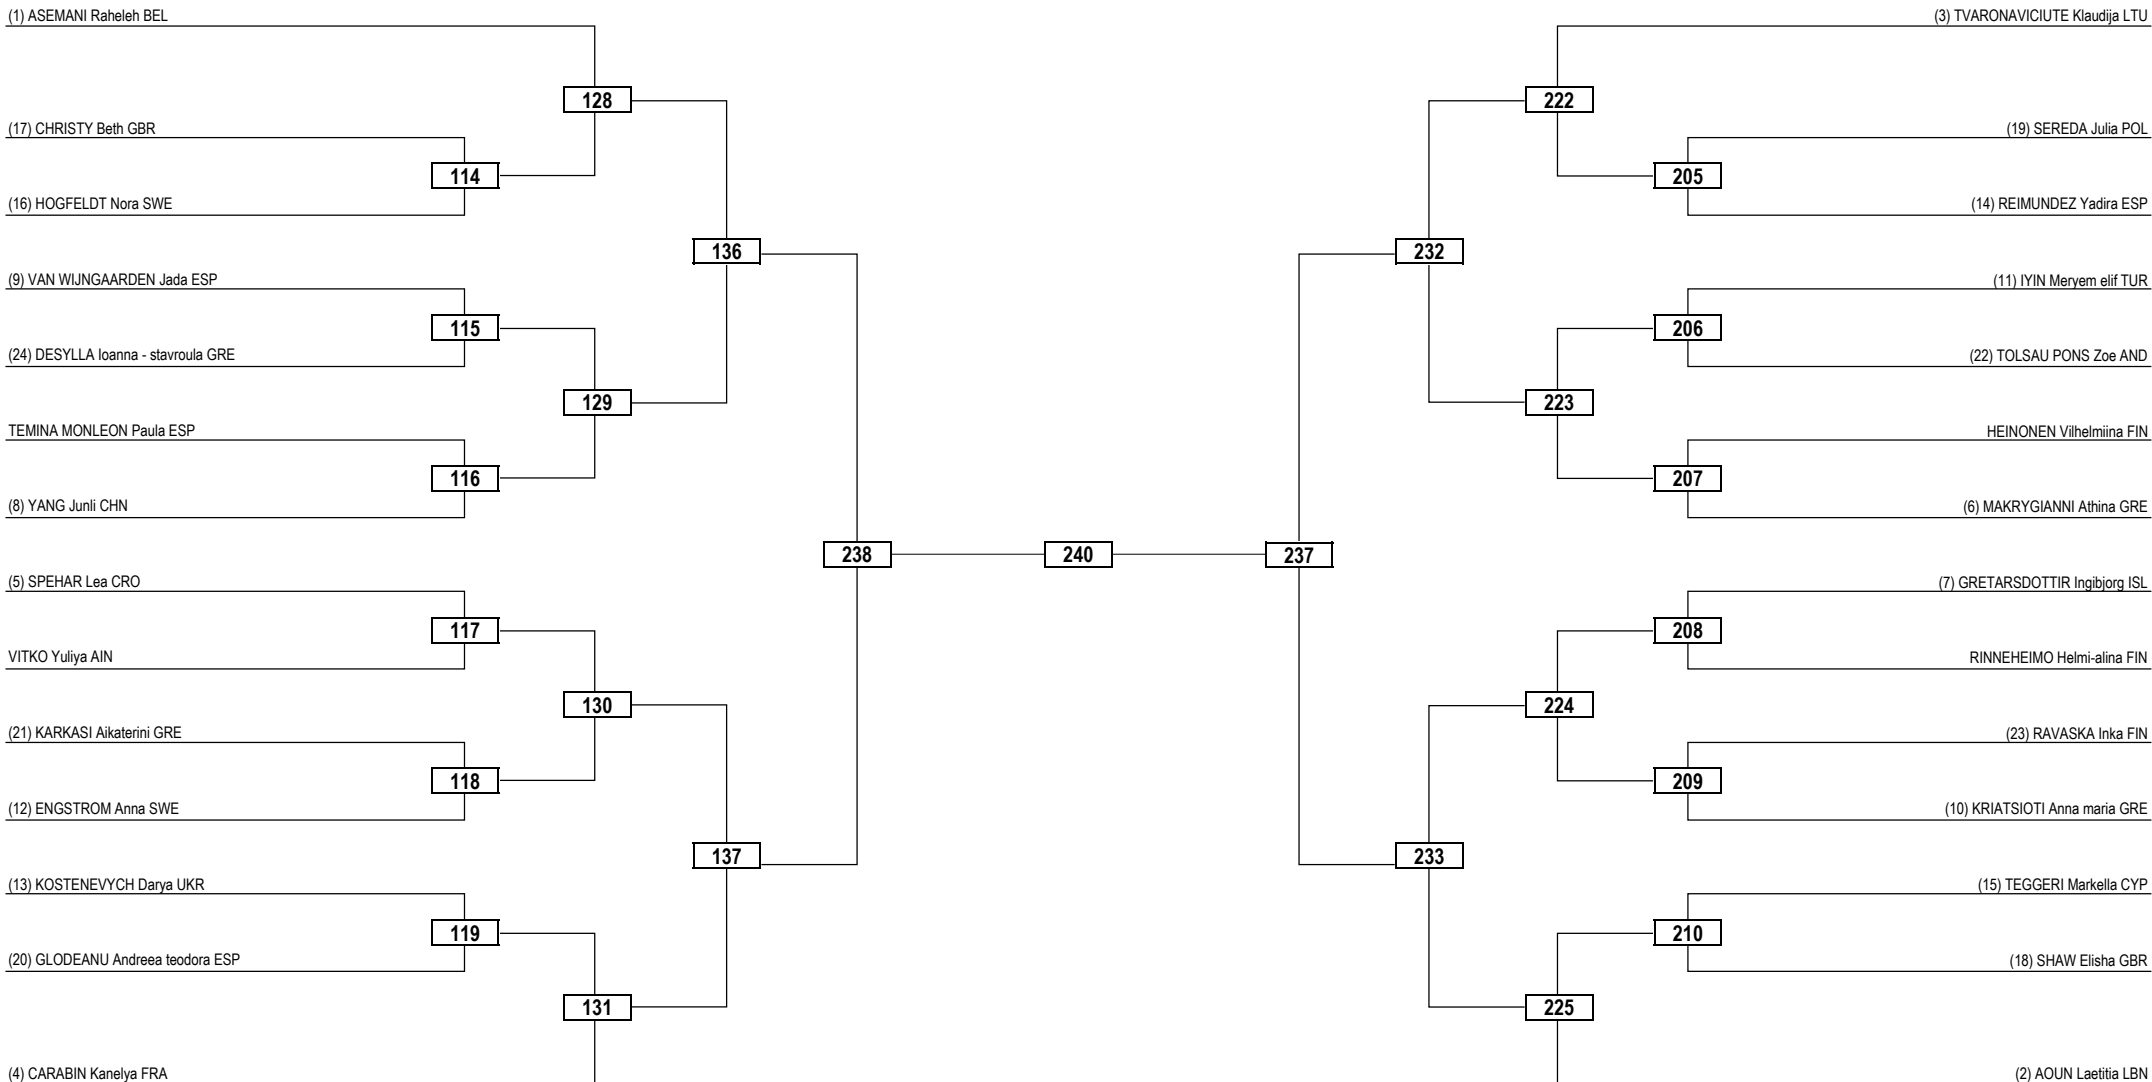 (1) ASEMANI Raheleh BEL
(3) TVARONAVICIUTE Klaudija LTU
128
222
(17) CHRISTY Beth GBR
(19) SEREDA Julia POL
114
205
(16) HOGFELDT Nora SWE
(14) REIMUNDEZ Yadira ESP
136
232
(9) VAN WIJNGAARDEN Jada ESP
(11) IYIN Meryem elif TUR
115
206
(24) DESYLLA Ioanna - stavroula GRE
(22) TOLSAU PONS Zoe AND
129
223
TEMINA MONLEON Paula ESP
HEINONEN Vilhelmiina FIN
116
207
(8) YANG Junli CHN
(6) MAKRYGIANNI Athina GRE
238
240
237
(5) SPEHAR Lea CRO
(7) GRETARSDOTTIR Ingibjorg ISL
117
208
VITKO Yuliya AIN
RINNEHEIMO Helmi-alina FIN
130
224
(21) KARKASI Aikaterini GRE
(23) RAVASKA Inka FIN
118
209
(12) ENGSTROM Anna SWE
(10) KRIATSIOTI Anna maria GRE
137
233
(13) KOSTENEVYCH Darya UKR
(15) TEGGERI Markella CYP
119
210
(20) GLODEANU Andreea teodora ESP
(18) SHAW Elisha GBR
131
225
(4) CARABIN Kanelya FRA
(2) AOUN Laetitia LBN